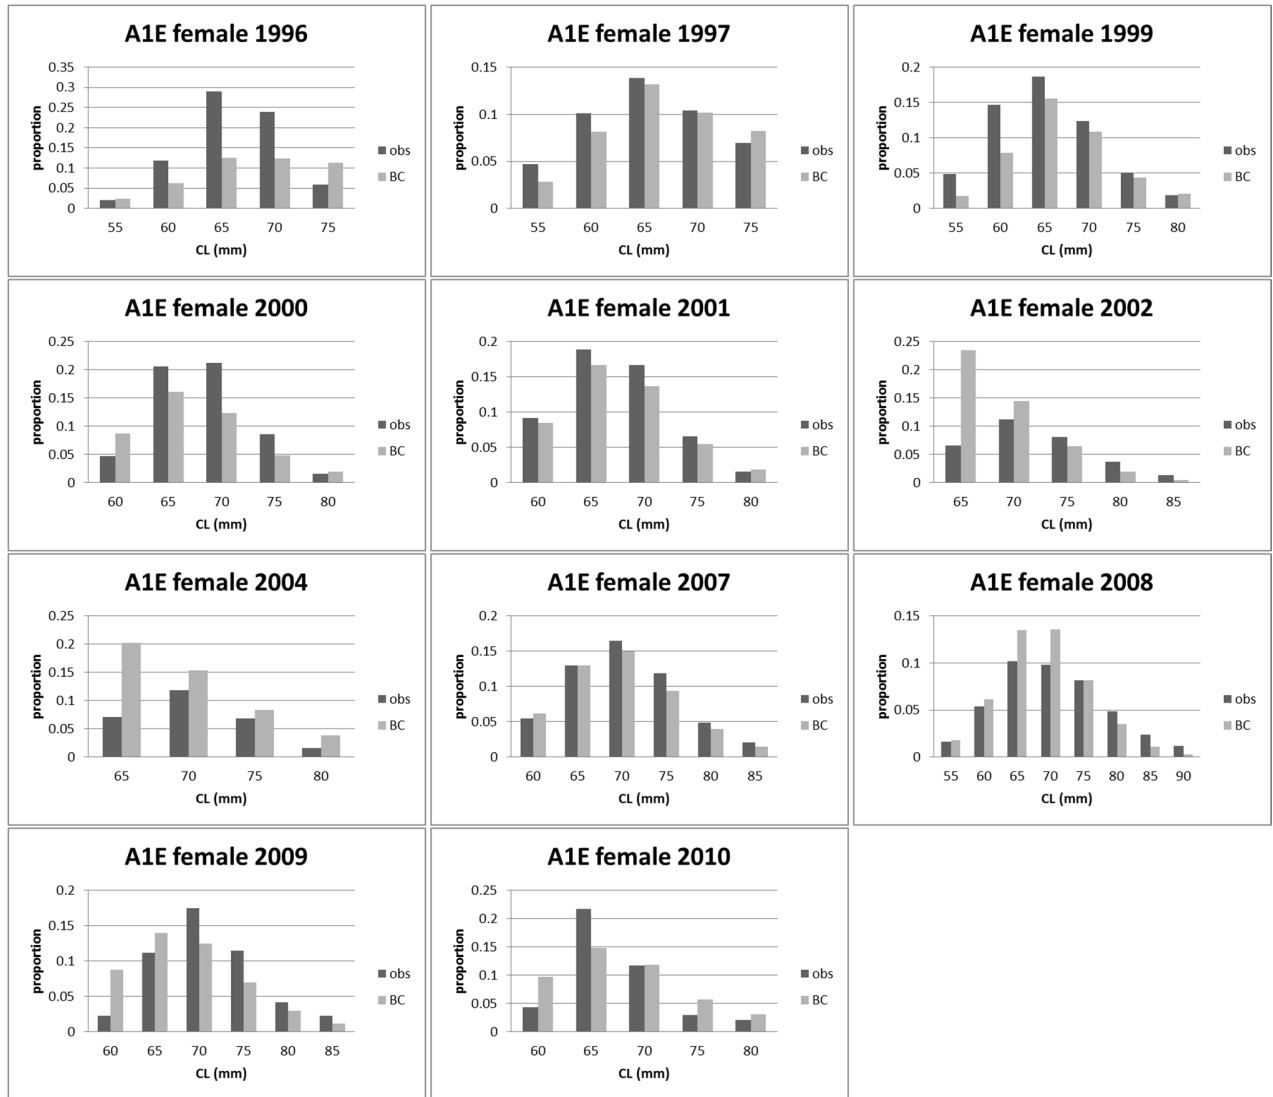 A1E female 1996
0.35
0.3
0.25
0.2
0.15
0.1
0.05
0
proportion
55 60 65 70 75
CL (mm)
obs
BC
A1E female 1997
0.15
0.1
0.05
0
proportion
55 60 65 70 75
CL (mm)
obs
BC
A1E female 1999
0.2
0.15
0.1
0.05
0
proportion
55 60 65 70 75 80
CL (mm)
obs
BC
A1E female 2000
0.25
0.2
0.15
0.1
0.05
0
proportion
60 65 70 75 80
CL (mm)
obs
BC
A1E female 2001
0.2
0.15
0.1
0.05
0
proportion
60 65 70 75 80
CL (mm)
obs
BC
A1E female 2002
0.25
0.2
0.15
0.1
0.05
0
proportion
65 70 75 80 85
CL (mm)
obs
BC
A1E female 2004
0.25
0.2
0.15
0.1
0.05
0
proportion
65 70 75 80
CL (mm)
obs
BC
A1E female 2007
0.2
0.15
0.1
0.05
0
proportion
60 65 70 75 80 85
CL (mm)
obs
BC
A1E female 2008
0.15
0.1
0.05
0
proportion
55 60 65 70 75 80 85 90
CL (mm)
obs
BC
A1E female 2009
0.2
0.15
0.1
0.05
0
proportion
60 65 70 75 80 85
CL (mm)
obs
BC
A1E female 2010
0.25
0.2
0.15
0.1
0.05
0
proportion
60 65 70 75 80
CL (mm)
obs
BC